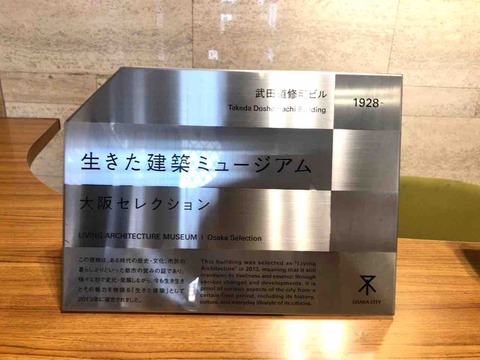 武田道修町ビル
Takeda Doshomachi Building
1928-
生きた建築ミュージアム
大阪セレクション
LIVING ARCHITECTURE MUSEUM | Osaka Selection
この建物は、ある時代の歴史・文化、市民の
暮らしぶりといった都市の営みの証であり、
様々な形で変化・発展しながら、今も生き生き
とその魅力を物語る「生きた建築」として
2013年に選定されました。
This building was selected as "Living
Architecture" in 2013, meaning that it still
maintains its liveliness and essence through
various changes and developments. It is
proof of various aspects of the city from a
certain fixed period, including its history,
culture, and everyday lifestyle of its citizens.
OSAKA CITY